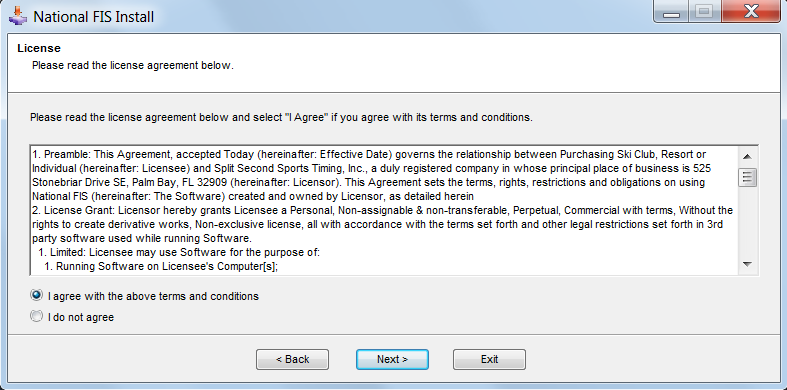 National FIS Install
License
Please read the license agreement below.
Please read the license agreement below and select "I Agree" if you agree with its terms and conditions.
1. Preamble: This Agreement, accepted Today (hereinafter: Effective Date) governs the relationship between Purchasing Ski Club, Resort or
Individual (hereinafter: Licensee) and Split Second Sports Timing, Inc., a duly registered company in whose principal place of business is 525
Stonebriar Drive SE, Palm Bay, FL 32909 (hereinafter: Licensor). This Agreement sets the terms, rights, restrictions and obligations on using
National FIS (hereinafter: The Software) created and owned by Licensor, as detailed herein
2. License Grant: Licensor hereby grants Licensee a Personal, Non-assignable & non-transferable, Perpetual, Commercial with terms, Without the
rights to create derivative works, Non-exclusive license, all with accordance with the terms set forth and other legal restrictions set forth in 3rd
party software used while running Software.
1. Limited: Licensee may use Software for the purpose of:
1. Running Software on Licensee's Computer[s];
I agree with the above terms and conditions
I do not agree
< Back
Next >
Exit